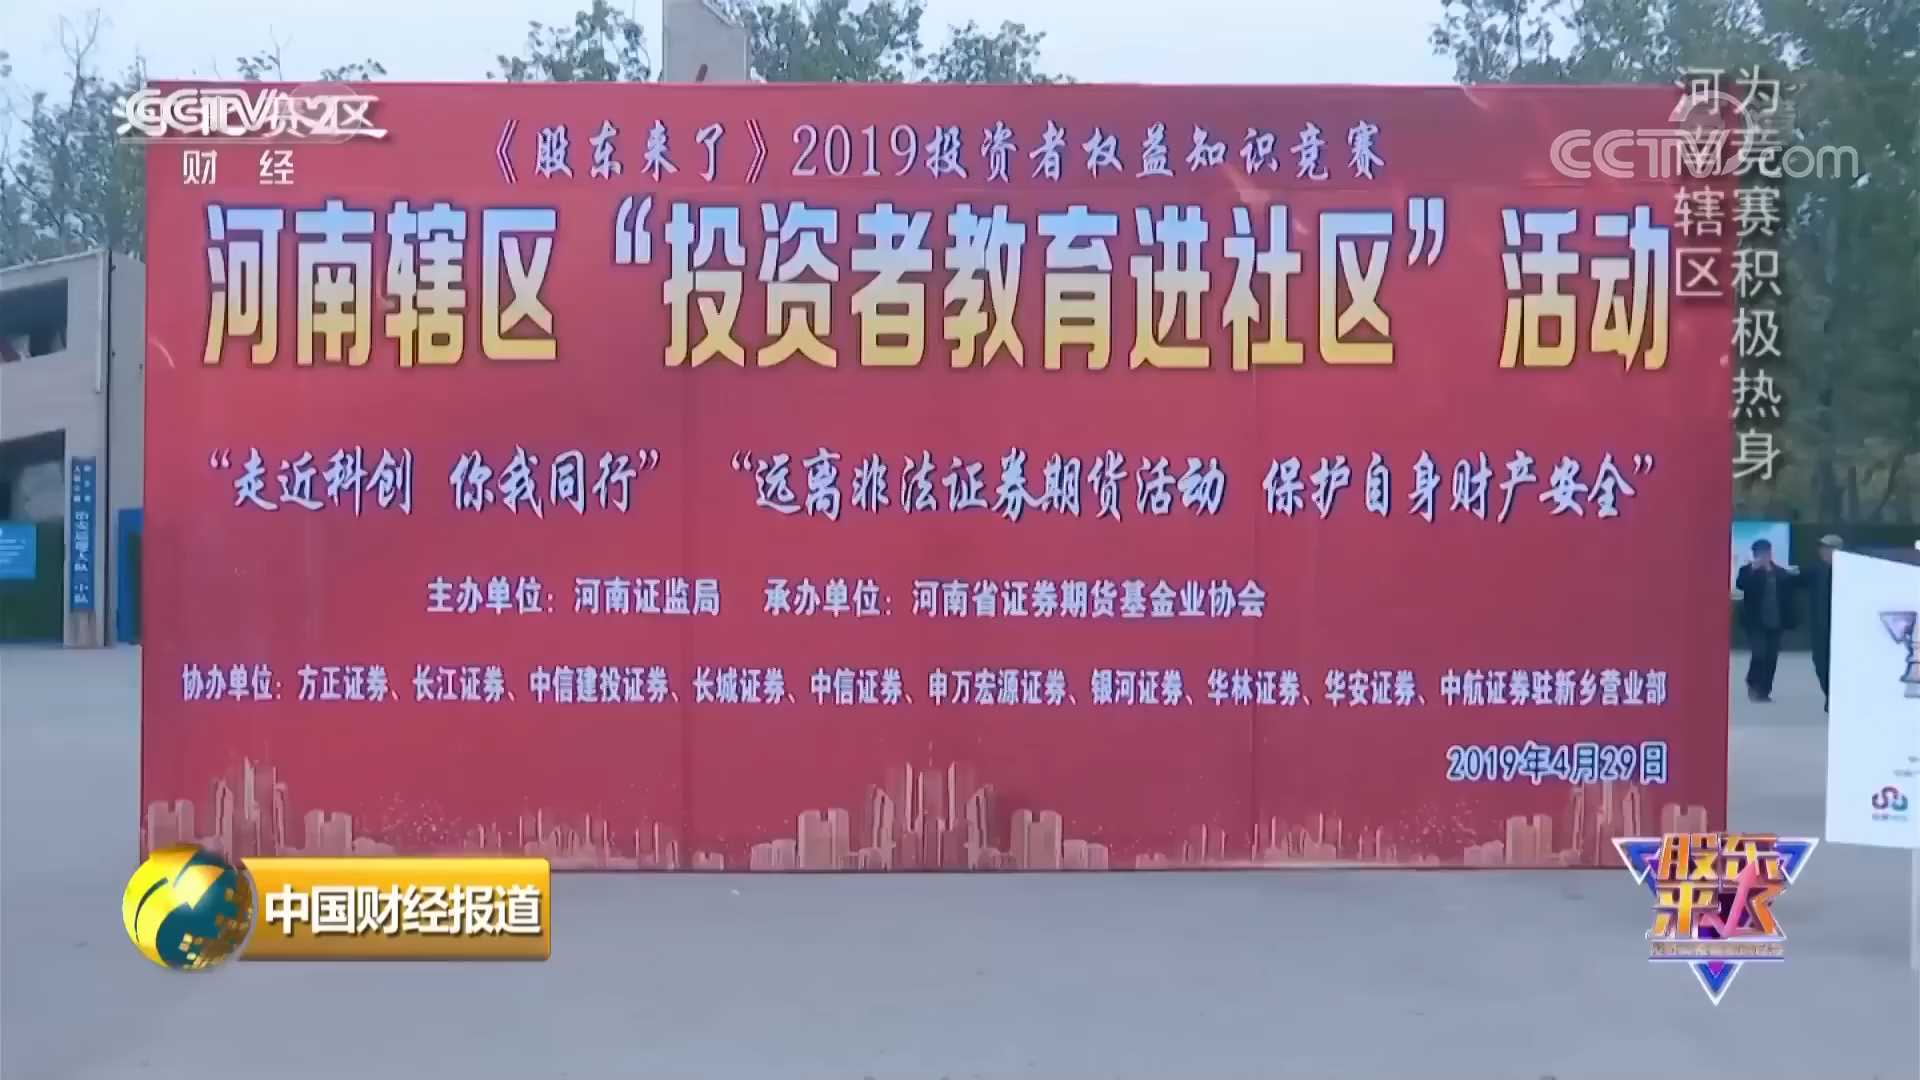 CCTV 2
赛区
财经
CCTV.com
为竞赛积极热身
河南辖区
《股东来了》2019投资者权益知识竞赛
河南辖区“投资者教育进社区”活动
“走近科创 你我同行” “远离非法证券期货活动 保护自身财产安全”
主办单位：河南证监局 承办单位：河南省证券期货基金业协会
协办单位：方正证券、长江证券、中信建投证券、长城证券、中信证券、申万宏源证券、银河证券、华林证券、华安证券、中航证券驻新乡营业部
2019年4月29日
中国财经报道
股东来了